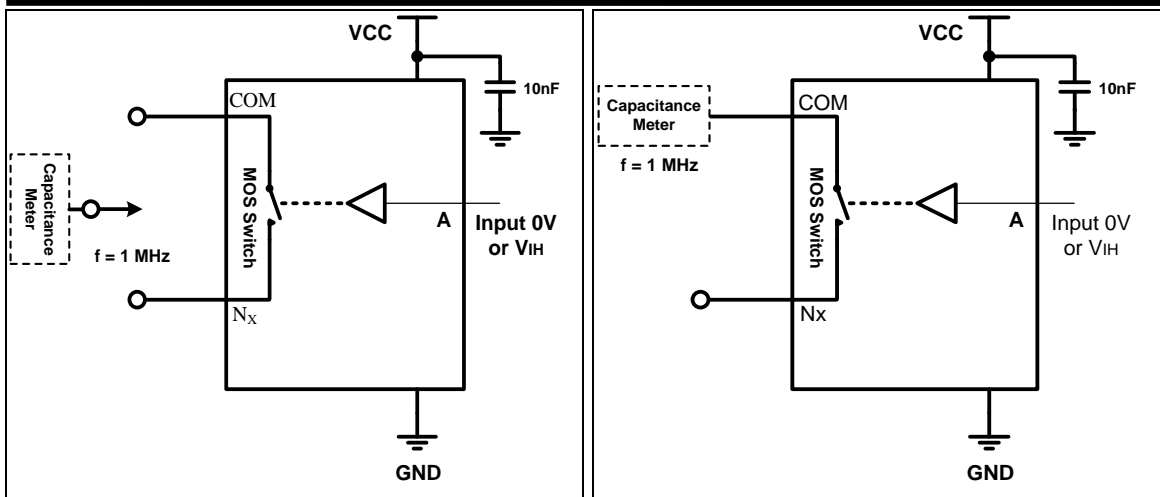 VCC
10nF
COM
Capacitance
Meter
MOS Switch
A
Input 0V
or VIH
f = 1 MHz
NX
GND
VCC
10nF
Capacitance
Meter
COM
f = 1 MHz
MOS Switch
A
Input 0V
or VIH
Nx
GND